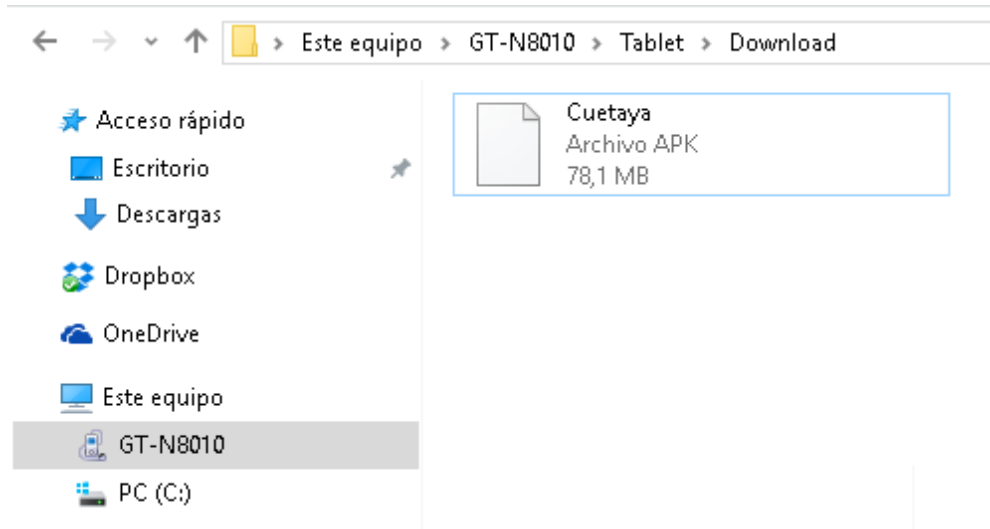 Este equipo > GT-N8010 > Tablet > Download
Acceso rápido
Escritorio
Descargas
Dropbox
OneDrive
Este equipo
GT-N8010
PC (C:)
Cuetaya
Archivo APK
78,1 MB